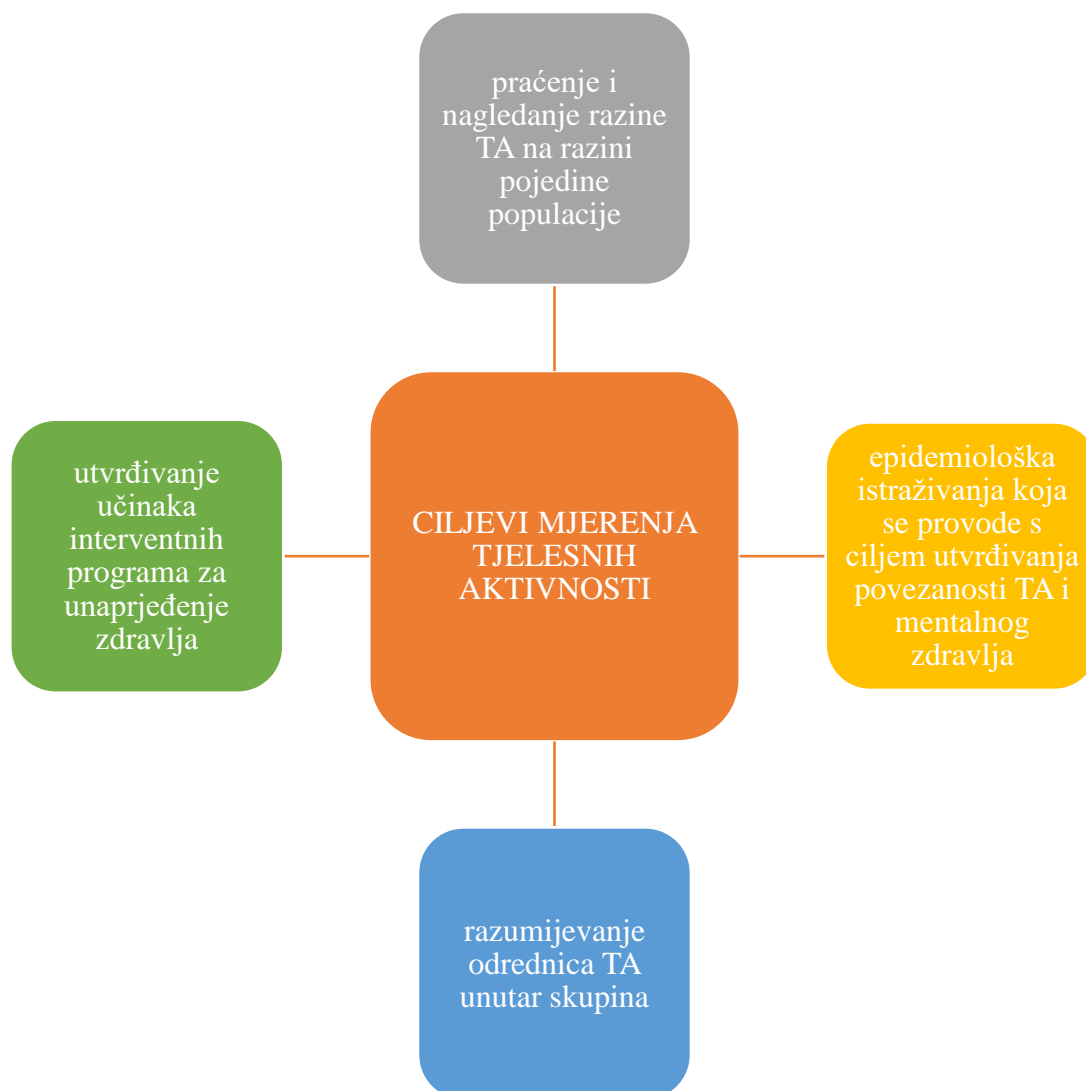 praćenje i
nagledanje razine
TA na razini
pojedine
populacije
utvrđivanje
učinaka
interventnih
programa za
unaprjeđenje
zdravlja
CILJEVI MJERENJA
TJELESNIH
AKTIVNOSTI
epidemiološka
istraživanja koja
se provode s
ciljem utvrđivanja
povezanosti TA i
mentalnog
zdravlja
razumijevanje
odrednica TA
unutar skupina